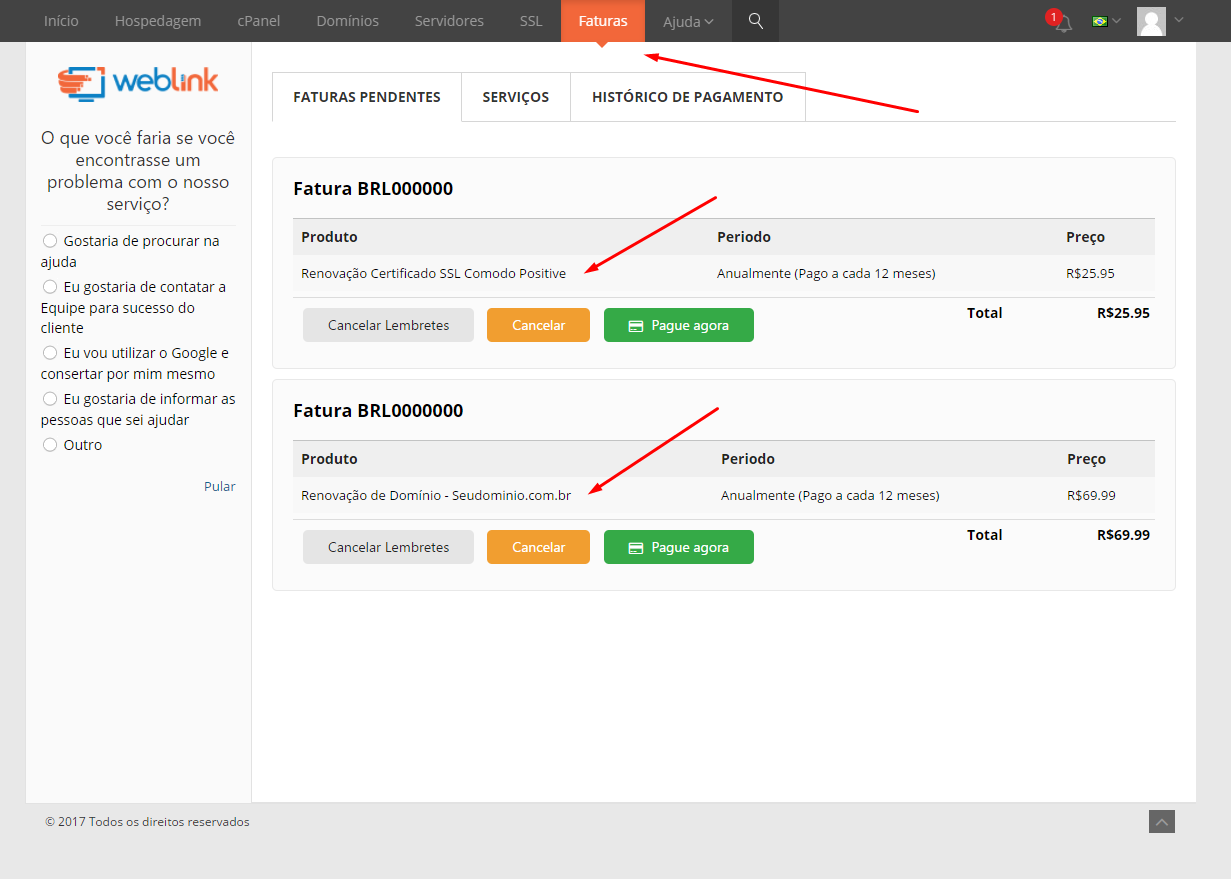 Início Hospedagem cPanel Domínios Servidores SSL Faturas Ajuda 1
weblink
O que você faria se você
encontrasse um
problema com o nosso
serviço?
Gostaria de procurar na
ajuda
Eu gostaria de contatar a
Equipe para sucesso do
cliente
Eu vou utilizar o Google e
consertar por mim mesmo
Eu gostaria de informar as
pessoas que sei ajudar
Outro
Pular
FATURAS PENDENTES SERVIÇOS HISTÓRICO DE PAGAMENTO
Fatura BRL000000
Produto Periodo Preço
Renovação Certificado SSL Comodo Positive Anualmente (Pago a cada 12 meses) R$25.95
Cancelar Lembretes Cancelar Pague agora Total R$25.95
Fatura BRL0000000
Produto Periodo Preço
Renovação de Domínio - Seudominio.com.br Anualmente (Pago a cada 12 meses) R$69.99
Cancelar Lembretes Cancelar Pague agora Total R$69.99
© 2017 Todos os direitos reservados